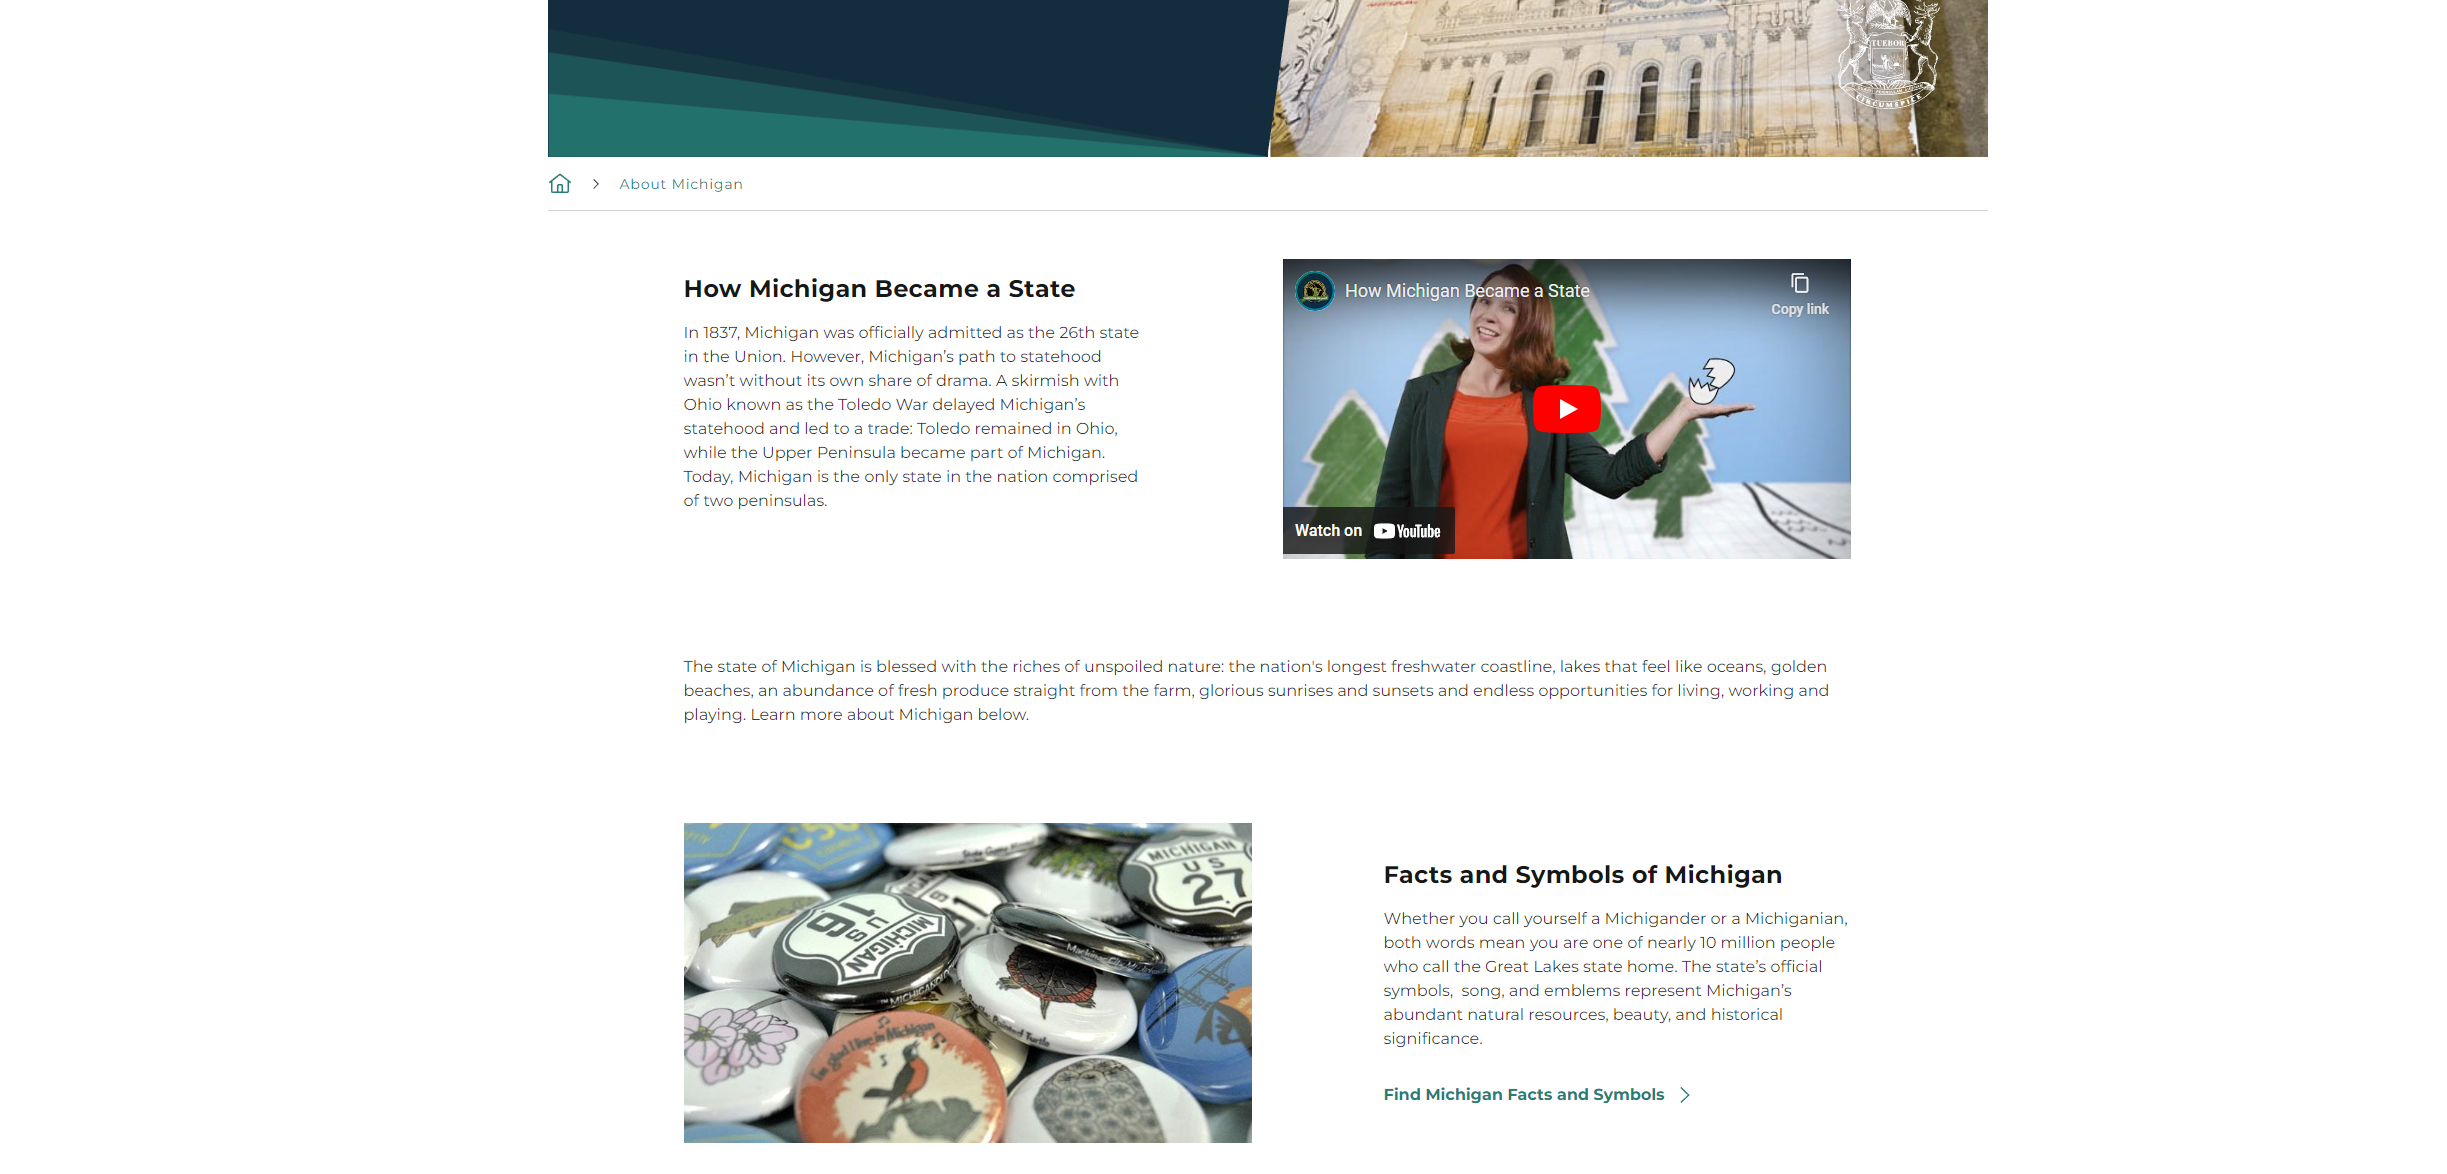 TUEBOR
CIRCUMSPICE
About Michigan
How Michigan Became a State
In 1837, Michigan was officially admitted as the 26th state
in the Union. However, Michigan’s path to statehood
wasn’t without its own share of drama. A skirmish with
Ohio known as the Toledo War delayed Michigan’s
statehood and led to a trade: Toledo remained in Ohio,
while the Upper Peninsula became part of Michigan.
Today, Michigan is the only state in the nation comprised
of two peninsulas.
How Michigan Became a State
Copy link
Watch on YouTube
The state of Michigan is blessed with the riches of unspoiled nature: the nation's longest freshwater coastline, lakes that feel like oceans, golden
beaches, an abundance of fresh produce straight from the farm, glorious sunrises and sunsets and endless opportunities for living, working and
playing. Learn more about Michigan below.
MICHIGAN
U S
27
MICHIGAN
U S
16
Painted Turtle
I'm glad I live in Michigan
Facts and Symbols of Michigan
Whether you call yourself a Michigander or a Michiganian,
both words mean you are one of nearly 10 million people
who call the Great Lakes state home. The state’s official
symbols,  song, and emblems represent Michigan’s
abundant natural resources, beauty, and historical
significance.
Find Michigan Facts and Symbols